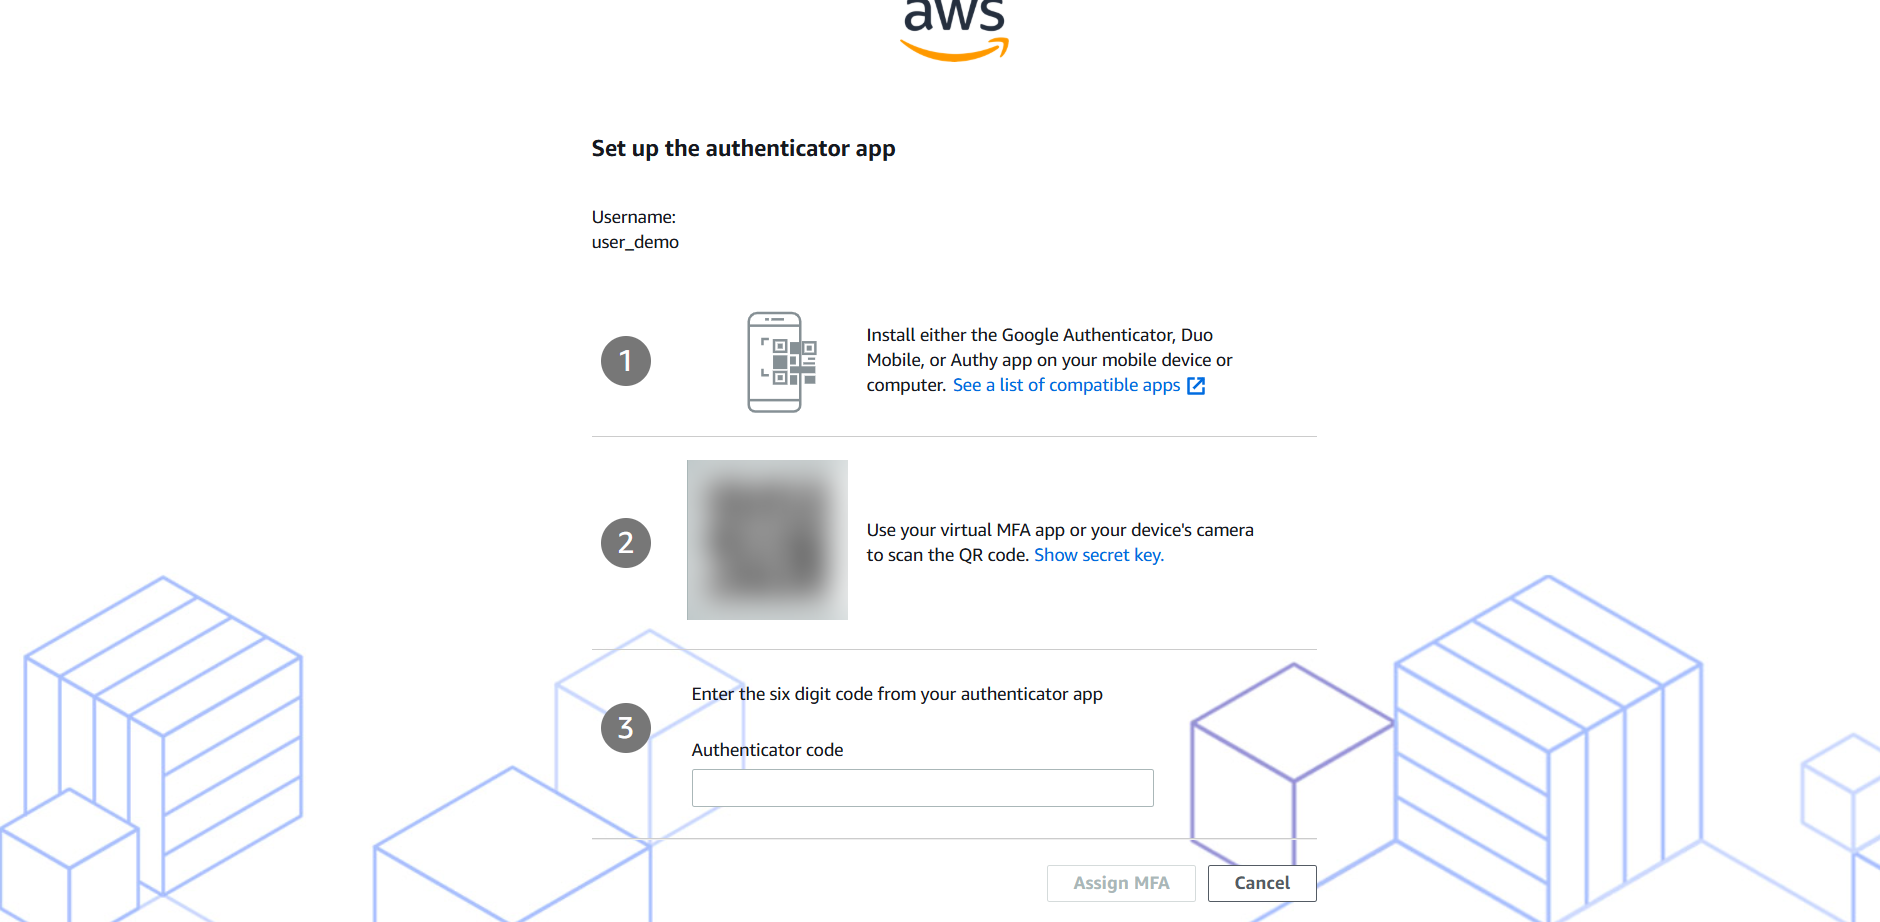 aws
Set up the authenticator app
Username:
user_demo
1
Install either the Google Authenticator, Duo
Mobile, or Authy app on your mobile device or
computer. See a list of compatible apps
2
Use your virtual MFA app or your device's camera
to scan the QR code. Show secret key.
3
Enter the six digit code from your authenticator app
Authenticator code
Assign MFA
Cancel